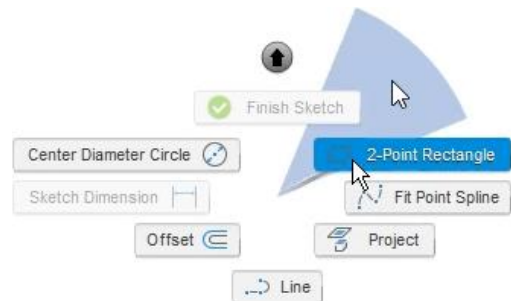 Finish Sketch
Center Diameter Circle
2-Point Rectangle
Sketch Dimension
Fit Point Spline
Offset
Project
Line